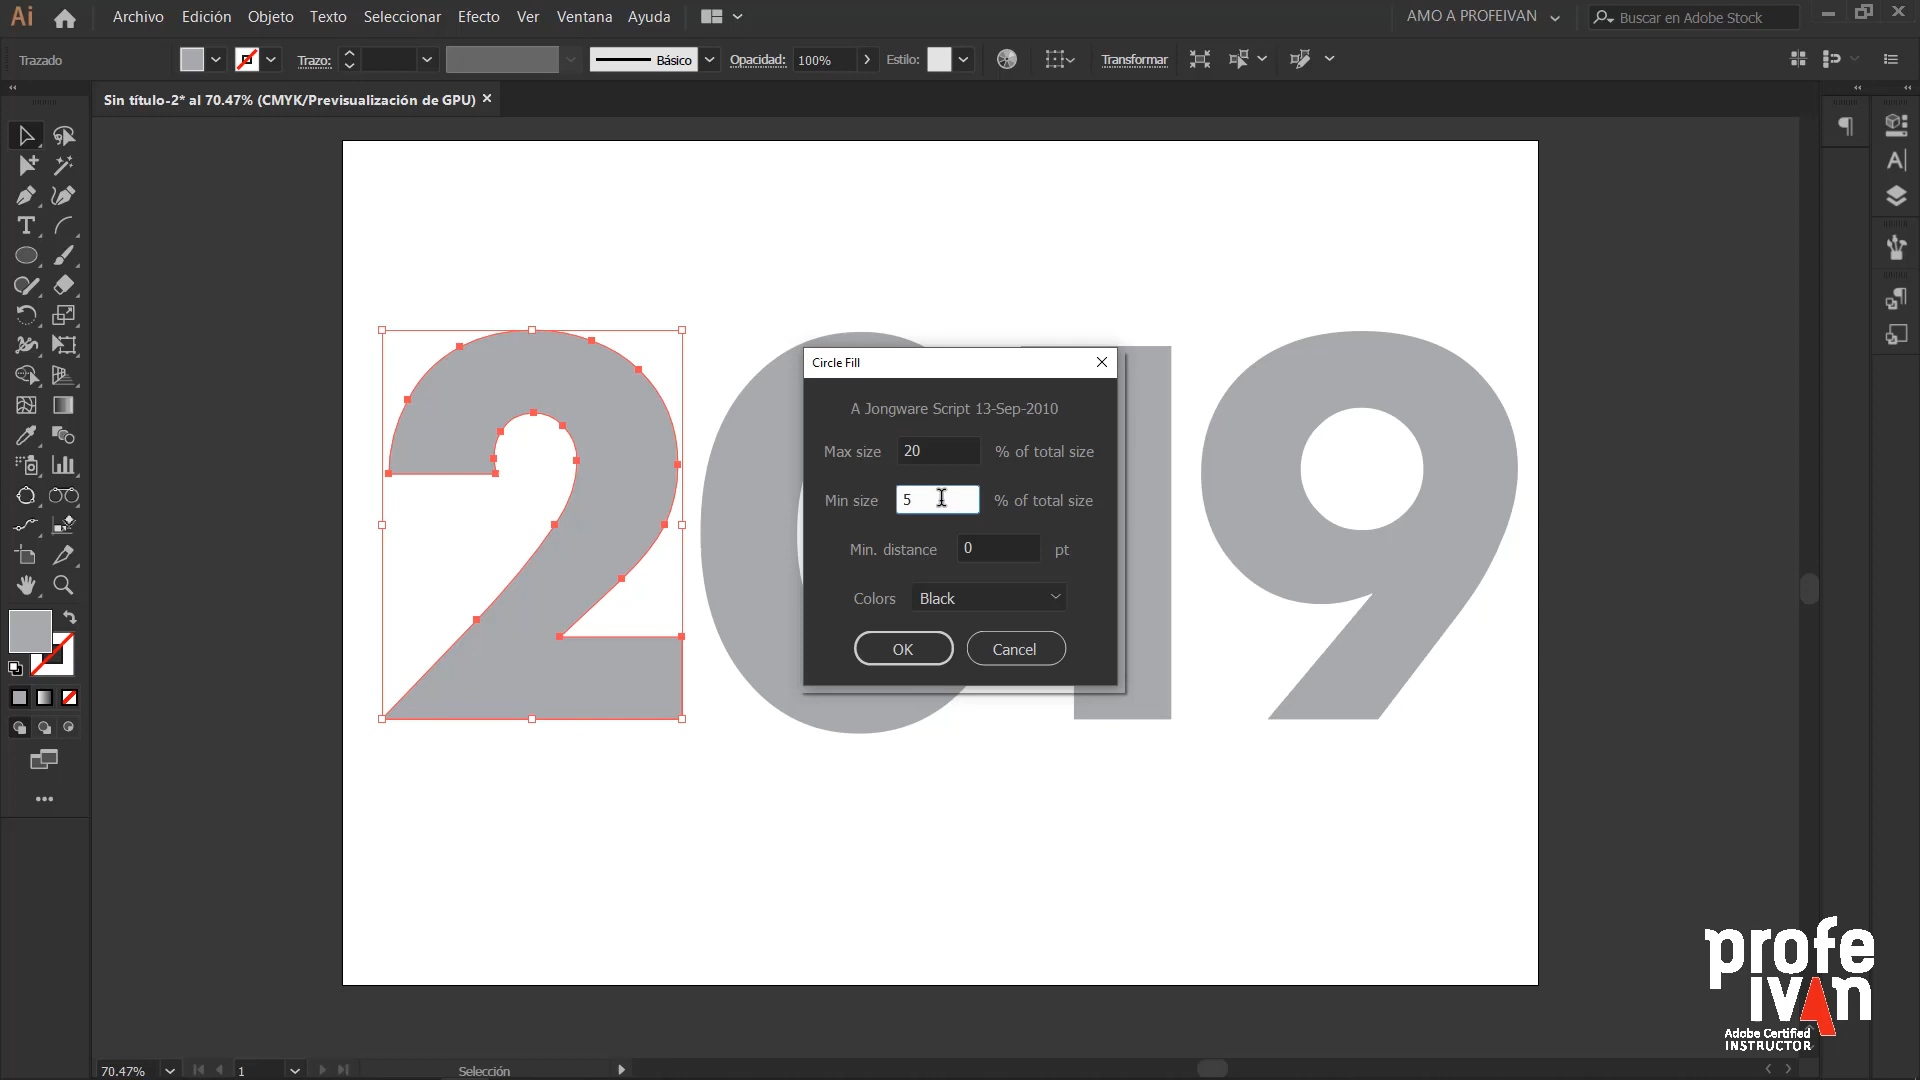 Ai Archivo Edición Objeto Texto Seleccionar Efecto Ver Ventana Ayuda AMO A PROFEIVAN Buscar en Adobe Stock
Trazado Trazo: Básico Opacidad: 100% Estilo: Transformar
Sin título-2* al 70.47% (CMYK/Previsualización de GPU)
2019
Circle Fill
A Jongware Script 13-Sep-2010
Max size 20 % of total size
Min size 5 % of total size
Min. distance 0 pt
Colors Black
OK Cancel
profe
ivan
Adobe Certified
INSTRUCTOR
70.47% 1 Selección